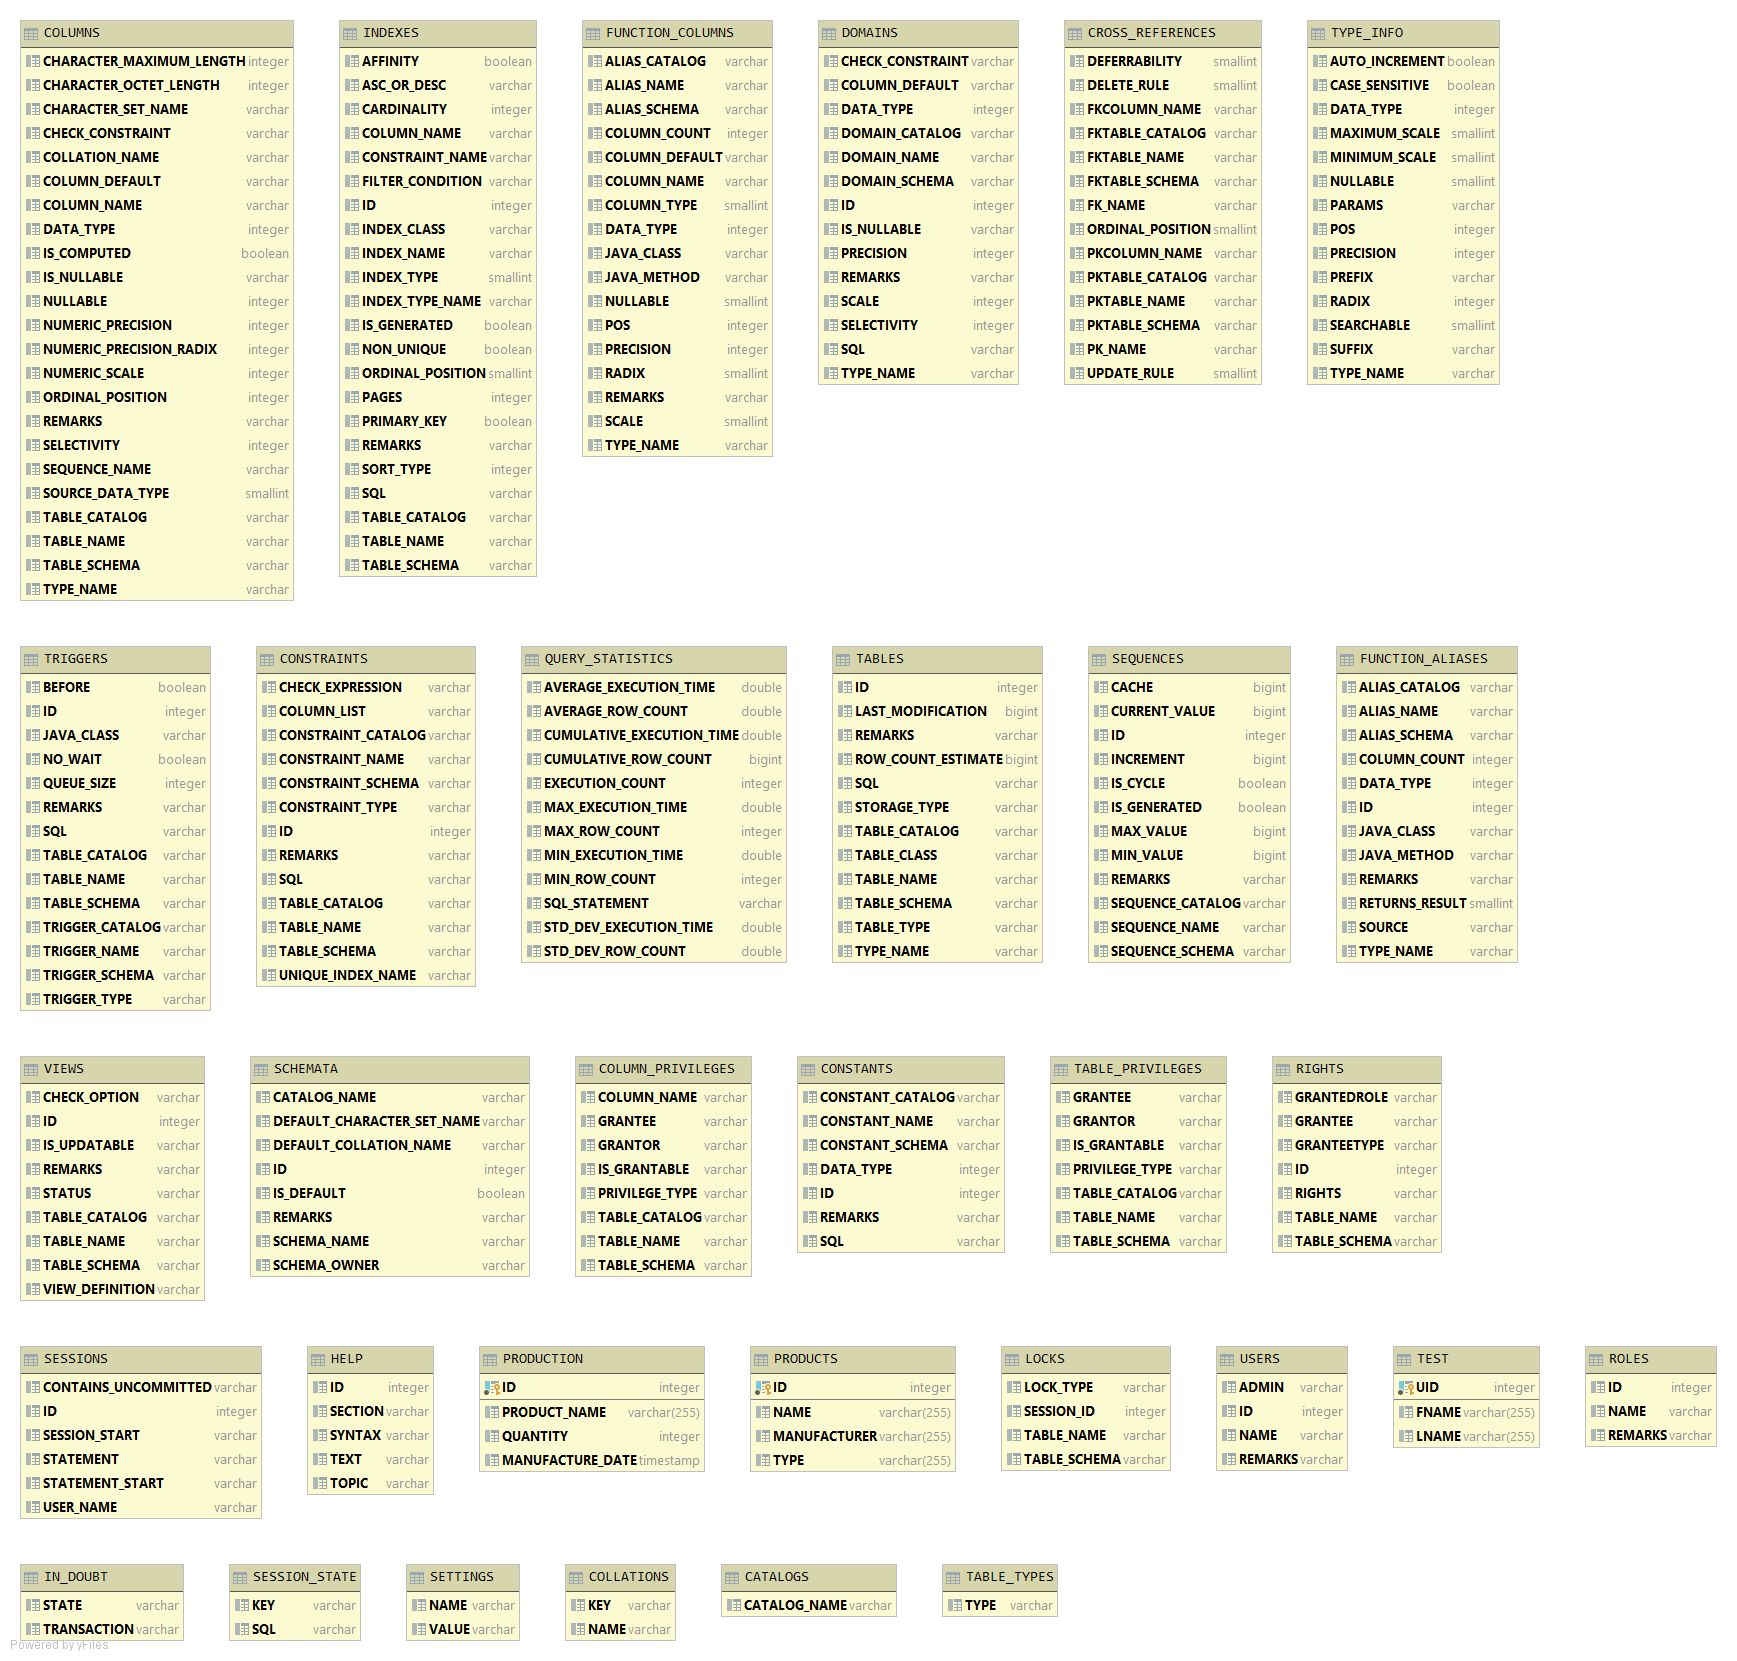 COLUMNS
CHARACTER_MAXIMUM_LENGTH integer
CHARACTER_OCTET_LENGTH integer
CHARACTER_SET_NAME varchar
CHECK_CONSTRAINT varchar
COLLATION_NAME varchar
COLUMN_DEFAULT varchar
COLUMN_NAME varchar
DATA_TYPE integer
IS_COMPUTED boolean
IS_NULLABLE varchar
NULLABLE integer
NUMERIC_PRECISION integer
NUMERIC_PRECISION_RADIX integer
NUMERIC_SCALE integer
ORDINAL_POSITION integer
REMARKS varchar
SELECTIVITY integer
SEQUENCE_NAME varchar
SOURCE_DATA_TYPE smallint
TABLE_CATALOG varchar
TABLE_NAME varchar
TABLE_SCHEMA varchar
TYPE_NAME varchar
INDEXES
AFFINITY boolean
ASC_OR_DESC varchar
CARDINALITY integer
COLUMN_NAME varchar
CONSTRAINT_NAME varchar
FILTER_CONDITION varchar
ID integer
INDEX_CLASS varchar
INDEX_NAME varchar
INDEX_TYPE smallint
INDEX_TYPE_NAME varchar
IS_GENERATED boolean
NON_UNIQUE boolean
ORDINAL_POSITION smallint
PAGES integer
PRIMARY_KEY boolean
REMARKS varchar
SORT_TYPE integer
SQL varchar
TABLE_CATALOG varchar
TABLE_NAME varchar
TABLE_SCHEMA varchar
FUNCTION_COLUMNS
ALIAS_CATALOG varchar
ALIAS_NAME varchar
ALIAS_SCHEMA varchar
COLUMN_COUNT integer
COLUMN_DEFAULT varchar
COLUMN_NAME varchar
COLUMN_TYPE smallint
DATA_TYPE integer
JAVA_CLASS varchar
JAVA_METHOD varchar
NULLABLE smallint
POS integer
PRECISION integer
RADIX smallint
REMARKS varchar
SCALE smallint
TYPE_NAME varchar
DOMAINS
CHECK_CONSTRAINT varchar
COLUMN_DEFAULT varchar
DATA_TYPE integer
DOMAIN_CATALOG varchar
DOMAIN_NAME varchar
DOMAIN_SCHEMA varchar
ID integer
IS_NULLABLE varchar
PRECISION integer
REMARKS varchar
SCALE integer
SELECTIVITY integer
SQL varchar
TYPE_NAME varchar
CROSS_REFERENCES
DEFERRABILITY smallint
DELETE_RULE smallint
FKCOLUMN_NAME varchar
FKTABLE_CATALOG varchar
FKTABLE_NAME varchar
FKTABLE_SCHEMA varchar
FK_NAME varchar
ORDINAL_POSITION smallint
PKCOLUMN_NAME varchar
PKTABLE_CATALOG varchar
PKTABLE_NAME varchar
PKTABLE_SCHEMA varchar
PK_NAME varchar
UPDATE_RULE smallint
TYPE_INFO
AUTO_INCREMENT boolean
CASE_SENSITIVE boolean
DATA_TYPE integer
MAXIMUM_SCALE smallint
MINIMUM_SCALE smallint
NULLABLE smallint
PARAMS varchar
POS integer
PRECISION integer
PREFIX varchar
RADIX integer
SEARCHABLE smallint
SUFFIX varchar
TYPE_NAME varchar
TRIGGERS
BEFORE boolean
ID integer
JAVA_CLASS varchar
NO_WAIT boolean
QUEUE_SIZE integer
REMARKS varchar
SQL varchar
TABLE_CATALOG varchar
TABLE_NAME varchar
TABLE_SCHEMA varchar
TRIGGER_CATALOG varchar
TRIGGER_NAME varchar
TRIGGER_SCHEMA varchar
TRIGGER_TYPE varchar
CONSTRAINTS
CHECK_EXPRESSION varchar
COLUMN_LIST varchar
CONSTRAINT_CATALOG varchar
CONSTRAINT_NAME varchar
CONSTRAINT_SCHEMA varchar
CONSTRAINT_TYPE varchar
ID integer
REMARKS varchar
SQL varchar
TABLE_CATALOG varchar
TABLE_NAME varchar
TABLE_SCHEMA varchar
UNIQUE_INDEX_NAME varchar
QUERY_STATISTICS
AVERAGE_EXECUTION_TIME double
AVERAGE_ROW_COUNT double
CUMULATIVE_EXECUTION_TIME double
CUMULATIVE_ROW_COUNT bigint
EXECUTION_COUNT integer
MAX_EXECUTION_TIME double
MAX_ROW_COUNT integer
MIN_EXECUTION_TIME double
MIN_ROW_COUNT integer
SQL_STATEMENT varchar
STD_DEV_EXECUTION_TIME double
STD_DEV_ROW_COUNT double
TABLES
ID integer
LAST_MODIFICATION bigint
REMARKS varchar
ROW_COUNT_ESTIMATE bigint
SQL varchar
STORAGE_TYPE varchar
TABLE_CATALOG varchar
TABLE_CLASS varchar
TABLE_NAME varchar
TABLE_SCHEMA varchar
TABLE_TYPE varchar
TYPE_NAME varchar
SEQUENCES
CACHE bigint
CURRENT_VALUE bigint
ID integer
INCREMENT bigint
IS_CYCLE boolean
IS_GENERATED boolean
MAX_VALUE bigint
MIN_VALUE bigint
REMARKS varchar
SEQUENCE_CATALOG varchar
SEQUENCE_NAME varchar
SEQUENCE_SCHEMA varchar
FUNCTION_ALIASES
ALIAS_CATALOG varchar
ALIAS_NAME varchar
ALIAS_SCHEMA varchar
COLUMN_COUNT integer
DATA_TYPE integer
ID integer
JAVA_CLASS varchar
JAVA_METHOD varchar
REMARKS varchar
RETURNS_RESULT smallint
SOURCE varchar
TYPE_NAME varchar
VIEWS
CHECK_OPTION varchar
ID integer
IS_UPDATABLE varchar
REMARKS varchar
STATUS varchar
TABLE_CATALOG varchar
TABLE_NAME varchar
TABLE_SCHEMA varchar
VIEW_DEFINITION varchar
SCHEMATA
CATALOG_NAME varchar
DEFAULT_CHARACTER_SET_NAME varchar
DEFAULT_COLLATION_NAME varchar
ID integer
IS_DEFAULT boolean
REMARKS varchar
SCHEMA_NAME varchar
SCHEMA_OWNER varchar
COLUMN_PRIVILEGES
COLUMN_NAME varchar
GRANTEE varchar
GRANTOR varchar
IS_GRANTABLE varchar
PRIVILEGE_TYPE varchar
TABLE_CATALOG varchar
TABLE_NAME varchar
TABLE_SCHEMA varchar
CONSTANTS
CONSTANT_CATALOG varchar
CONSTANT_NAME varchar
CONSTANT_SCHEMA varchar
DATA_TYPE integer
ID integer
REMARKS varchar
SQL varchar
TABLE_PRIVILEGES
GRANTEE varchar
GRANTOR varchar
IS_GRANTABLE varchar
PRIVILEGE_TYPE varchar
TABLE_CATALOG varchar
TABLE_NAME varchar
TABLE_SCHEMA varchar
RIGHTS
GRANTEDROLE varchar
GRANTEE varchar
GRANTEETYPE varchar
ID integer
RIGHTS varchar
TABLE_NAME varchar
TABLE_SCHEMA varchar
SESSIONS
CONTAINS_UNCOMMITTED varchar
ID integer
SESSION_START varchar
STATEMENT varchar
STATEMENT_START varchar
USER_NAME varchar
HELP
ID integer
SECTION varchar
SYNTAX varchar
TEXT varchar
TOPIC varchar
PRODUCTION
ID integer
PRODUCT_NAME varchar(255)
QUANTITY integer
MANUFACTURE_DATE timestamp
PRODUCTS
ID integer
NAME varchar(255)
MANUFACTURER varchar(255)
TYPE varchar(255)
LOCKS
LOCK_TYPE varchar
SESSION_ID integer
TABLE_NAME varchar
TABLE_SCHEMA varchar
USERS
ADMIN varchar
ID integer
NAME varchar
REMARKS varchar
TEST
UID integer
FNAME varchar(255)
LNAME varchar(255)
ROLES
ID integer
NAME varchar
REMARKS varchar
IN_DOUBT
STATE varchar
TRANSACTION varchar
SESSION_STATE
KEY varchar
SQL varchar
SETTINGS
NAME varchar
VALUE varchar
COLLATIONS
KEY varchar
NAME varchar
CATALOGS
CATALOG_NAME varchar
TABLE_TYPES
TYPE varchar
Powered by yFiles